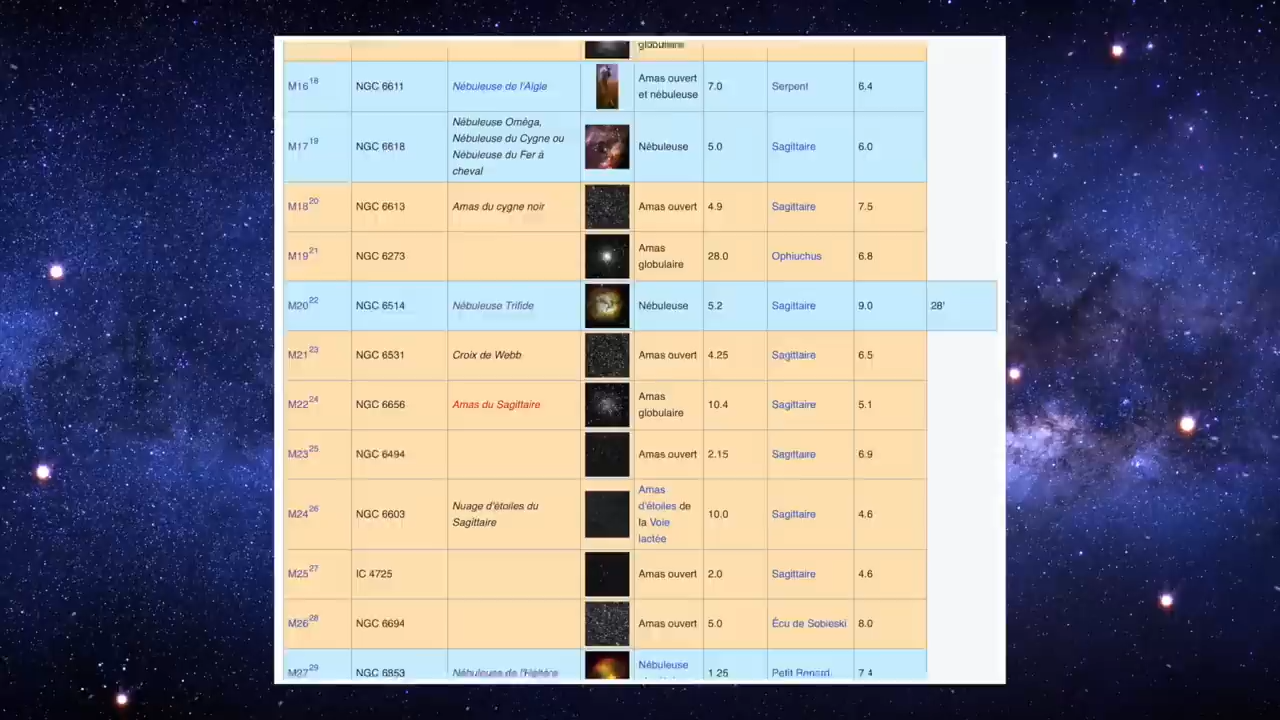 globulaire
M16¹⁸ NGC 6611 Nébuleuse de l'Aigle Amas ouvert et nébuleuse 7.0 Serpent 6.4
M17¹⁹ NGC 6618 Nébuleuse Oméga, Nébuleuse du Cygne ou Nébuleuse du Fer à cheval Nébuleuse 5.0 Sagittaire 6.0
M18²⁰ NGC 6613 Amas du cygne noir Amas ouvert 4.9 Sagittaire 7.5
M19²¹ NGC 6273 Amas globulaire 28.0 Ophiuchus 6.8
M20²² NGC 6514 Nébuleuse Trifide Nébuleuse 5.2 Sagittaire 9.0 28'
M21²³ NGC 6531 Croix de Webb Amas ouvert 4.25 Sagittaire 6.5
M22²⁴ NGC 6656 Amas du Sagittaire Amas globulaire 10.4 Sagittaire 5.1
M23²⁵ NGC 6494 Amas ouvert 2.15 Sagittaire 6.9
M24²⁶ NGC 6603 Nuage d'étoiles du Sagittaire Amas d'étoiles de la Voie lactée 10.0 Sagittaire 4.6
M25²⁷ IC 4725 Amas ouvert 2.0 Sagittaire 4.6
M26²⁸ NGC 6694 Amas ouvert 5.0 Écu de Sobieski 8.0
M27²⁹ NGC 6853 Nébuleuse de l'Haltère Nébuleuse 1.25 Petit Renard 7.4